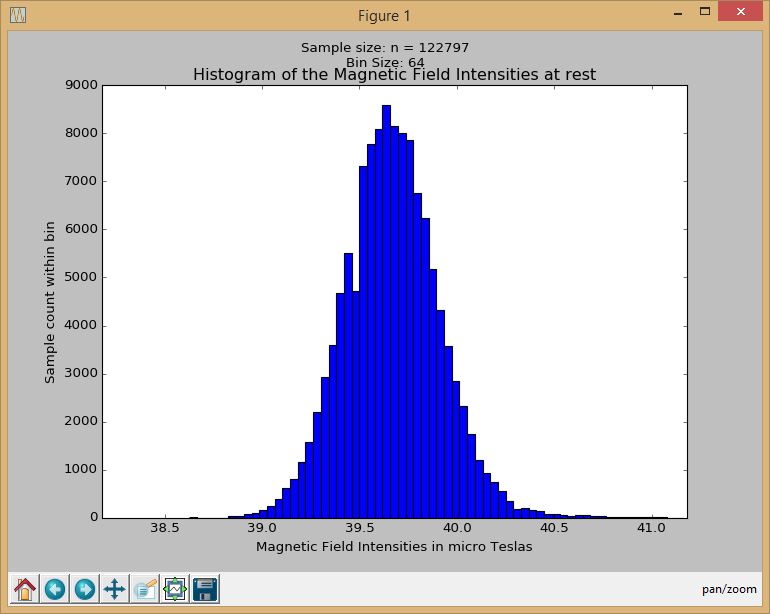 Figure 1
Sample size: n = 122797
Bin Size: 64
Histogram of the Magnetic Field Intensities at rest
9000
8000
7000
6000
5000
4000
3000
2000
1000
0
Sample count within bin
38.5 39.0 39.5 40.0 40.5 41.0
Magnetic Field Intensities in micro Teslas
pan/zoom